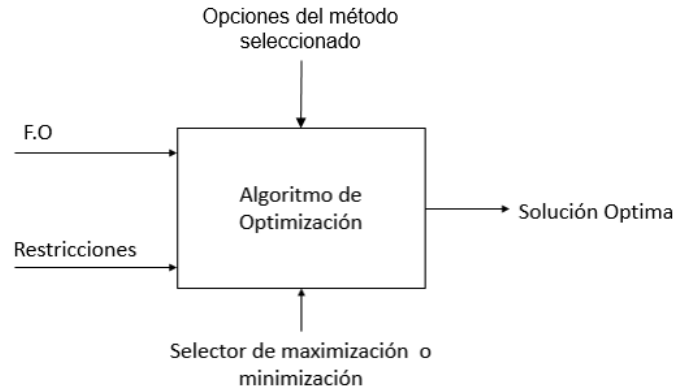 Opciones del método
seleccionado
F.O
Algoritmo de
Optimización
Solución Optima
Restricciones
Selector de maximización o
minimización